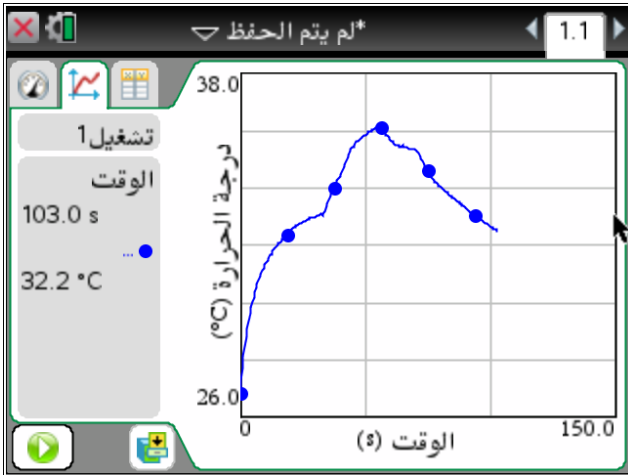 *لم يتم الحفظ
1.1
تشغيل1
الوقت
103.0 s
...
32.2 °C
38.0
درجة الحرارة (°C)
26.0
0
الوقت (s)
150.0